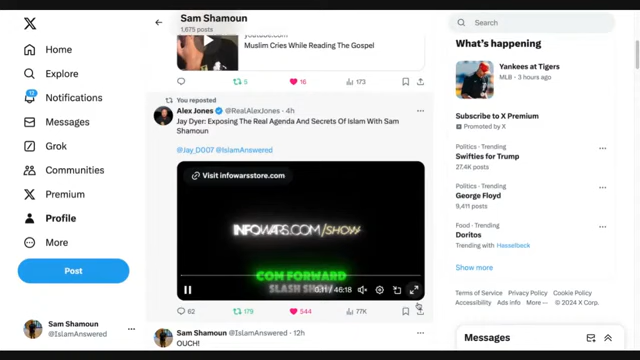 Sam Shamoun
1,675 posts
youtube.com
Muslim Cries While Reading The Gospel
5
16
173
You reposted
Alex Jones @RealAlexJones · 4h
Jay Dyer: Exposing The Real Agenda And Secrets Of Islam With Sam
Shamoun
@Jay_D007 @IslamAnswered
Visit infowarsstore.com
INFOWARS.COM/SHOW
COM FORWARD
SLASH SHOW
0:11 / 46:18
62
179
544
77K
Sam Shamoun @IslamAnswered · 12h
OUCH!
Home
Explore
12
Notifications
Messages
Grok
Communities
Premium
Profile
More
Post
Sam Shamoun
@IslamAnswered
Search
What's happening
Yankees at Tigers
MLB · 3 hours ago
Subscribe to X Premium
Promoted by X
Politics · Trending
Swifties for Trump
27.4K posts
Politics · Trending
George Floyd
9,411 posts
Food · Trending
Doritos
Trending with Hasselbeck
Show more
Terms of Service Privacy Policy Cookie Policy
Accessibility Ads info More ··· © 2024 X Corp.
Messages